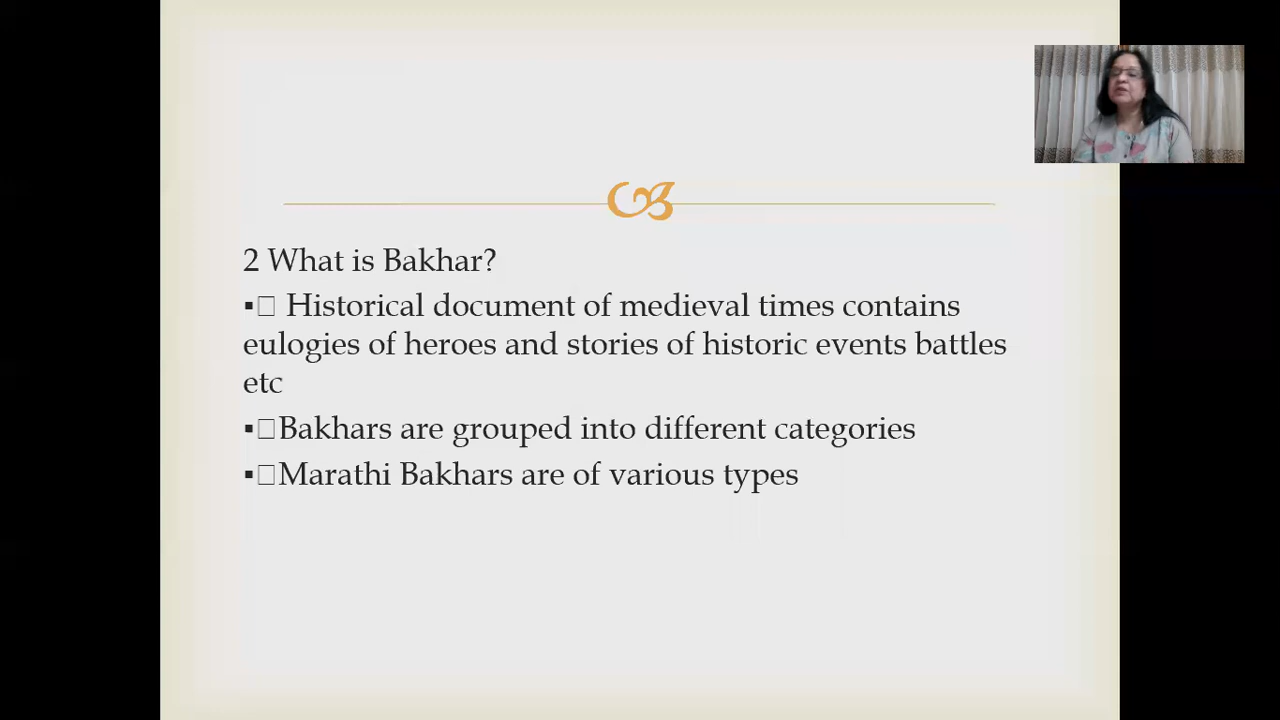 2 What is Bakhar?
▪□ Historical document of medieval times contains
eulogies of heroes and stories of historic events battles
etc
▪□Bakhars are grouped into different categories
▪□Marathi Bakhars are of various types